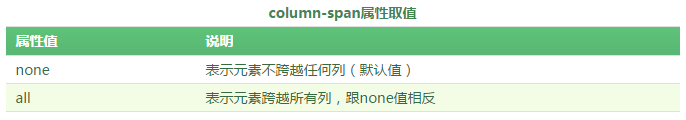 column-span属性取值
属性值 说明
none 表示元素不跨越任何列（默认值）
all 表示元素跨越所有列，跟none值相反